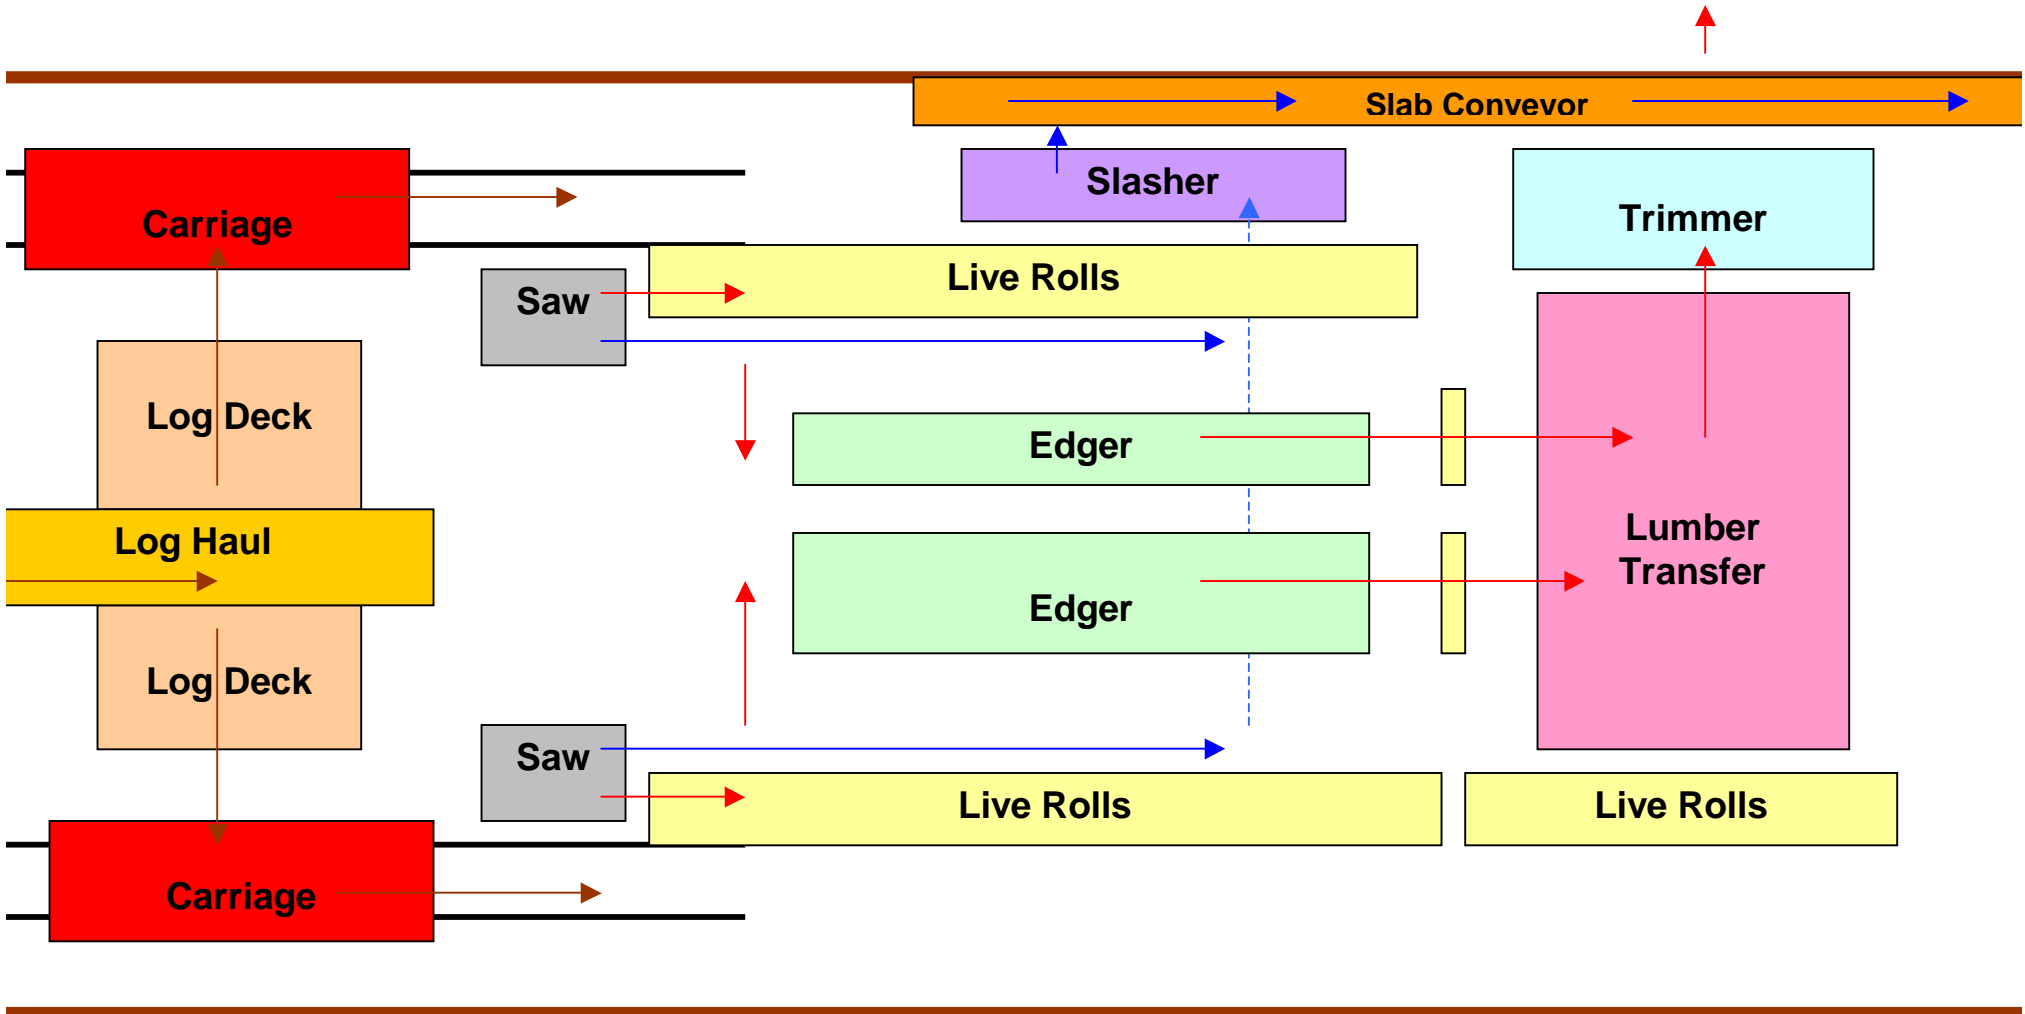 Slab Conveyor
Slasher
Carriage
Trimmer
Live Rolls
Saw
Log Deck
Edger
Log Haul
Lumber
Transfer
Edger
Log Deck
Saw
Live Rolls
Live Rolls
Carriage